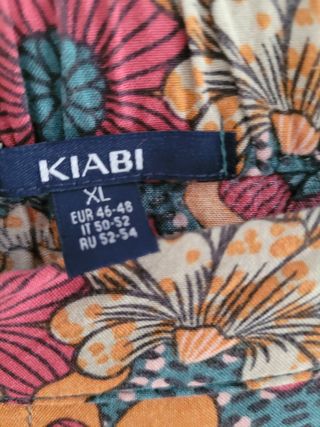 KIABI
XL
EUR 46-48
IT 50-52
RU 52-54